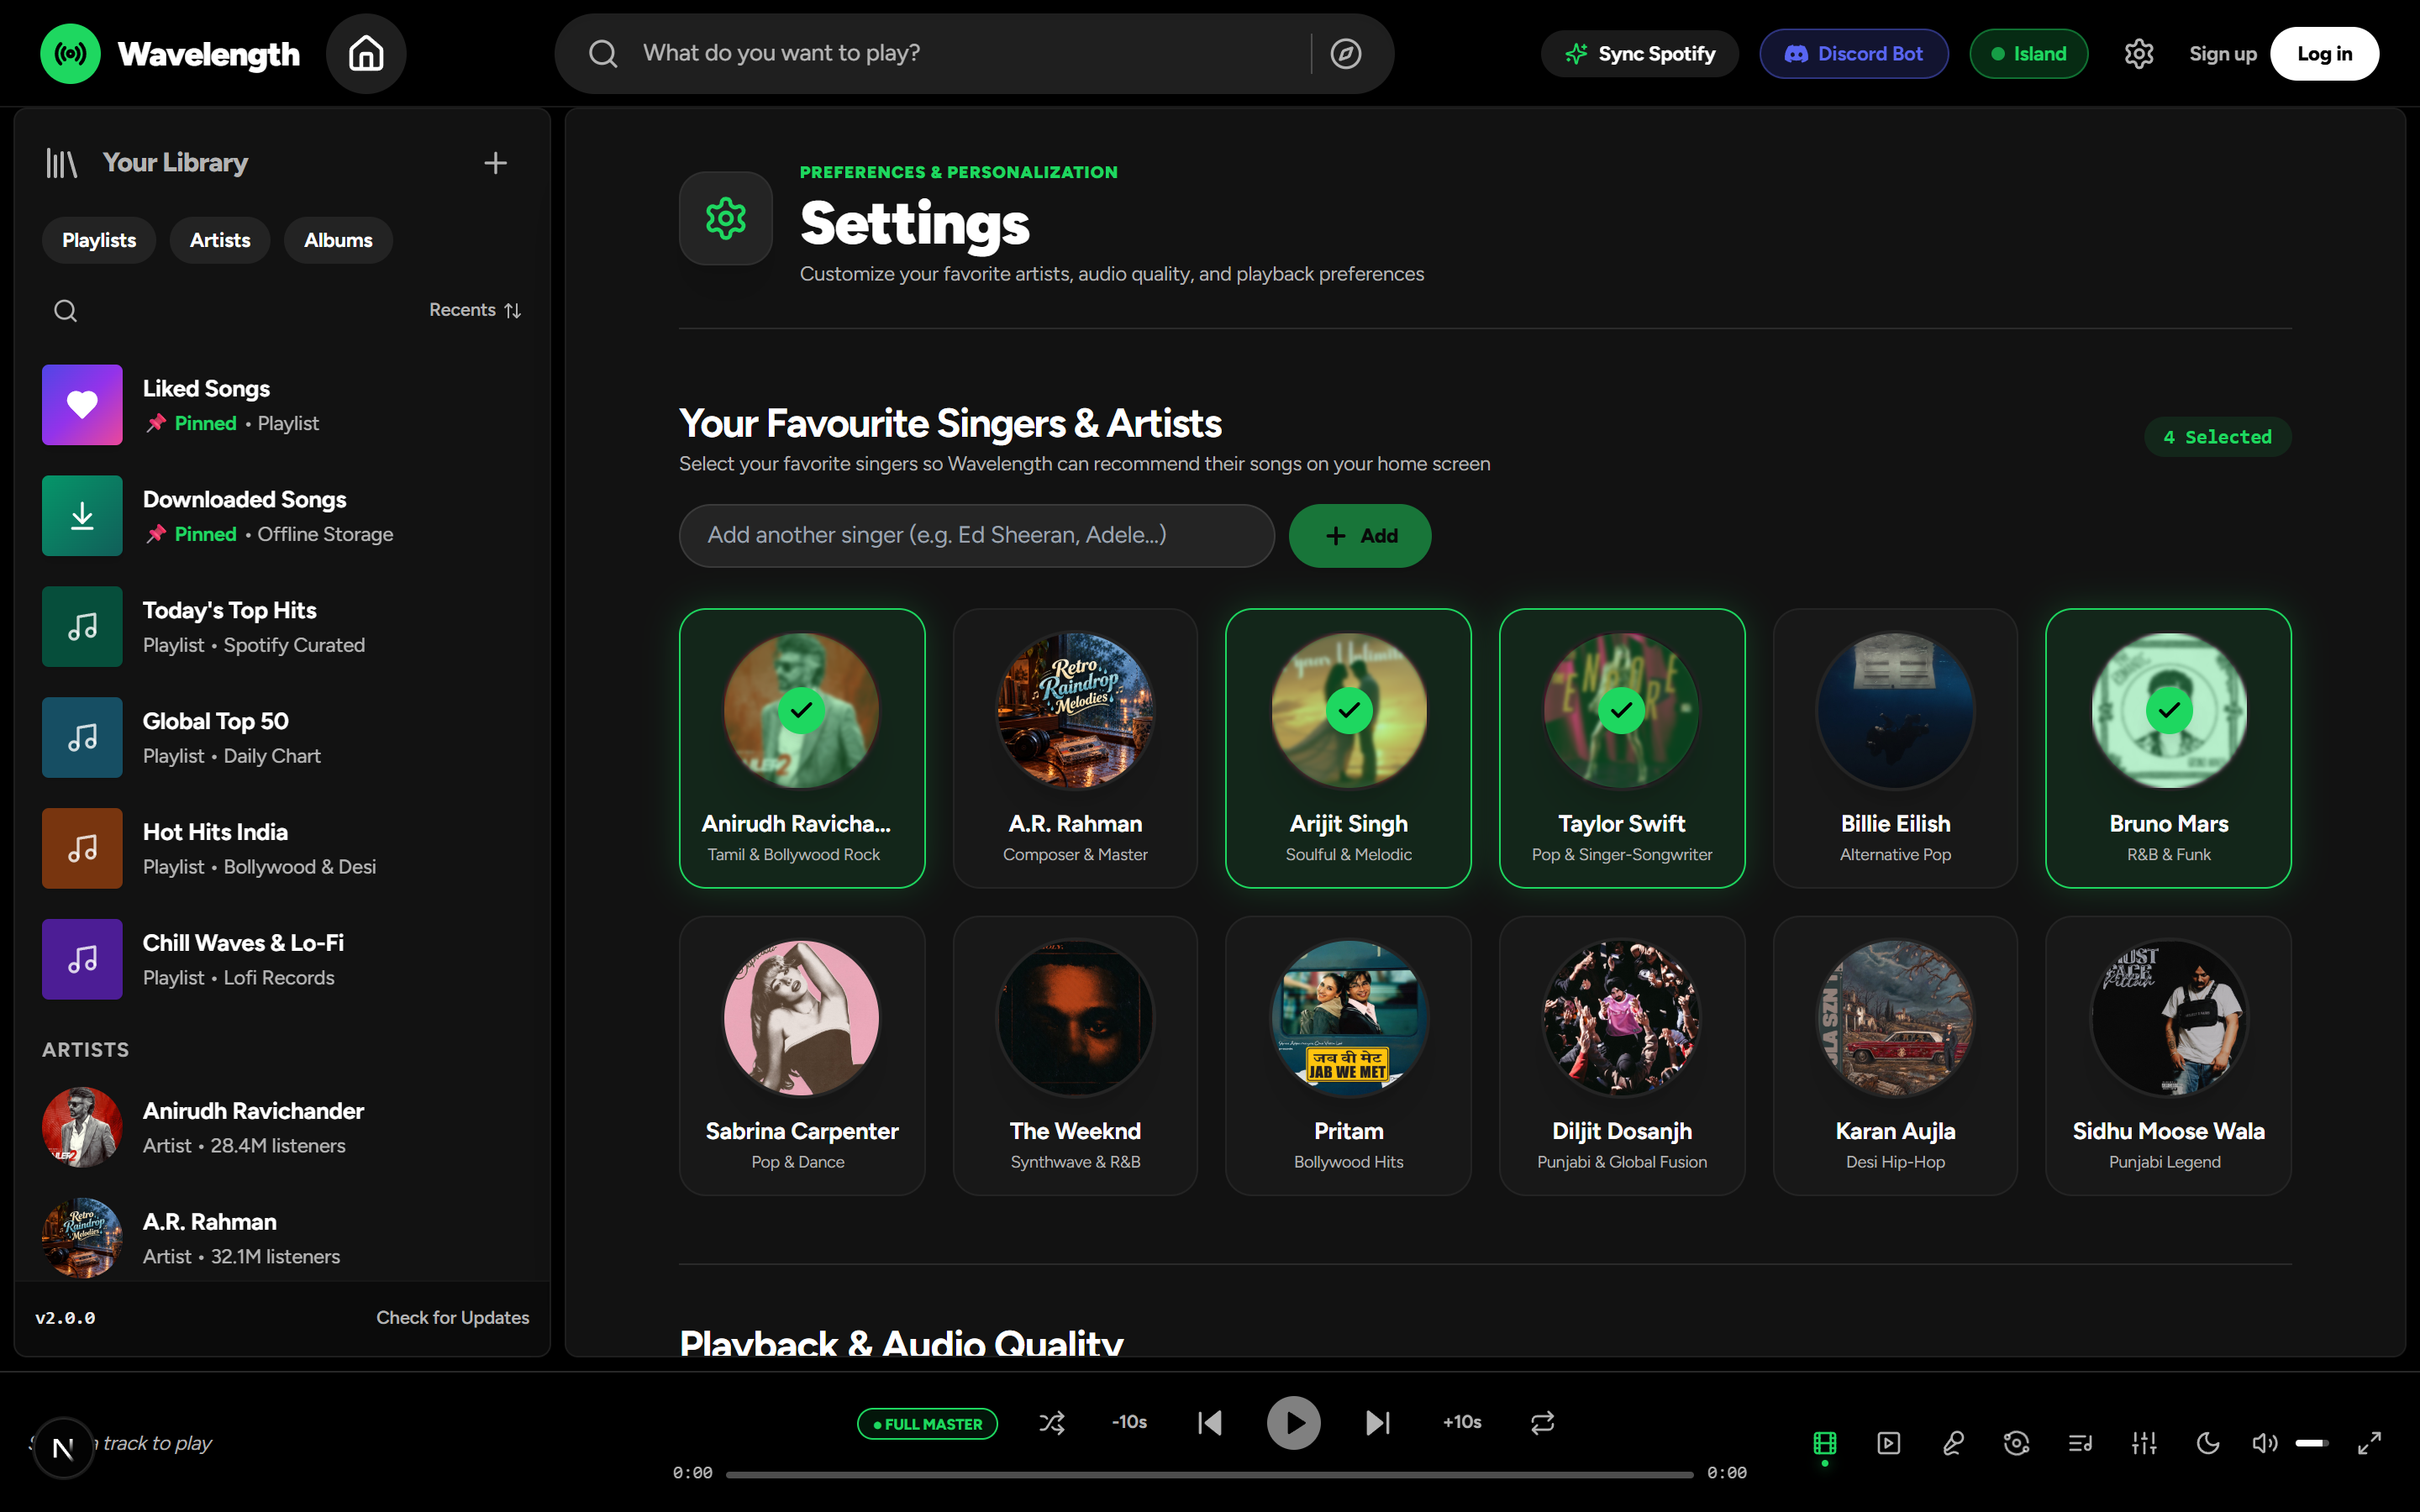 Wavelength
What do you want to play?
Sync Spotify
Discord Bot
Island
Sign up
Log in
Your Library
Playlists
Artists
Albums
Recents
Liked Songs
Pinned • Playlist
Downloaded Songs
Pinned • Offline Storage
Today's Top Hits
Playlist • Spotify Curated
Global Top 50
Playlist • Daily Chart
Hot Hits India
Playlist • Bollywood & Desi
Chill Waves & Lo-Fi
Playlist • Lofi Records
ARTISTS
Anirudh Ravichander
Artist • 28.4M listeners
A.R. Rahman
Artist • 32.1M listeners
v2.0.0
Check for Updates
PREFERENCES & PERSONALIZATION
Settings
Customize your favorite artists, audio quality, and playback preferences
Your Favourite Singers & Artists
Select your favorite singers so Wavelength can recommend their songs on your home screen
4 Selected
Add another singer (e.g. Ed Sheeran, Adele...)
Add
Retro
Raindrop
Melodies
Anirudh Ravicha...
Tamil & Bollywood Rock
A.R. Rahman
Composer & Master
Arijit Singh
Soulful & Melodic
Taylor Swift
Pop & Singer-Songwriter
Billie Eilish
Alternative Pop
Bruno Mars
R&B & Funk
जब वी मेट
JAB WE MET
Sabrina Carpenter
Pop & Dance
The Weeknd
Synthwave & R&B
Pritam
Bollywood Hits
Diljit Dosanjh
Punjabi & Global Fusion
Karan Aujla
Desi Hip-Hop
Sidhu Moose Wala
Punjabi Legend
Playback & Audio Quality
track to play
FULL MASTER
-10s
+10s
0:00
0:00